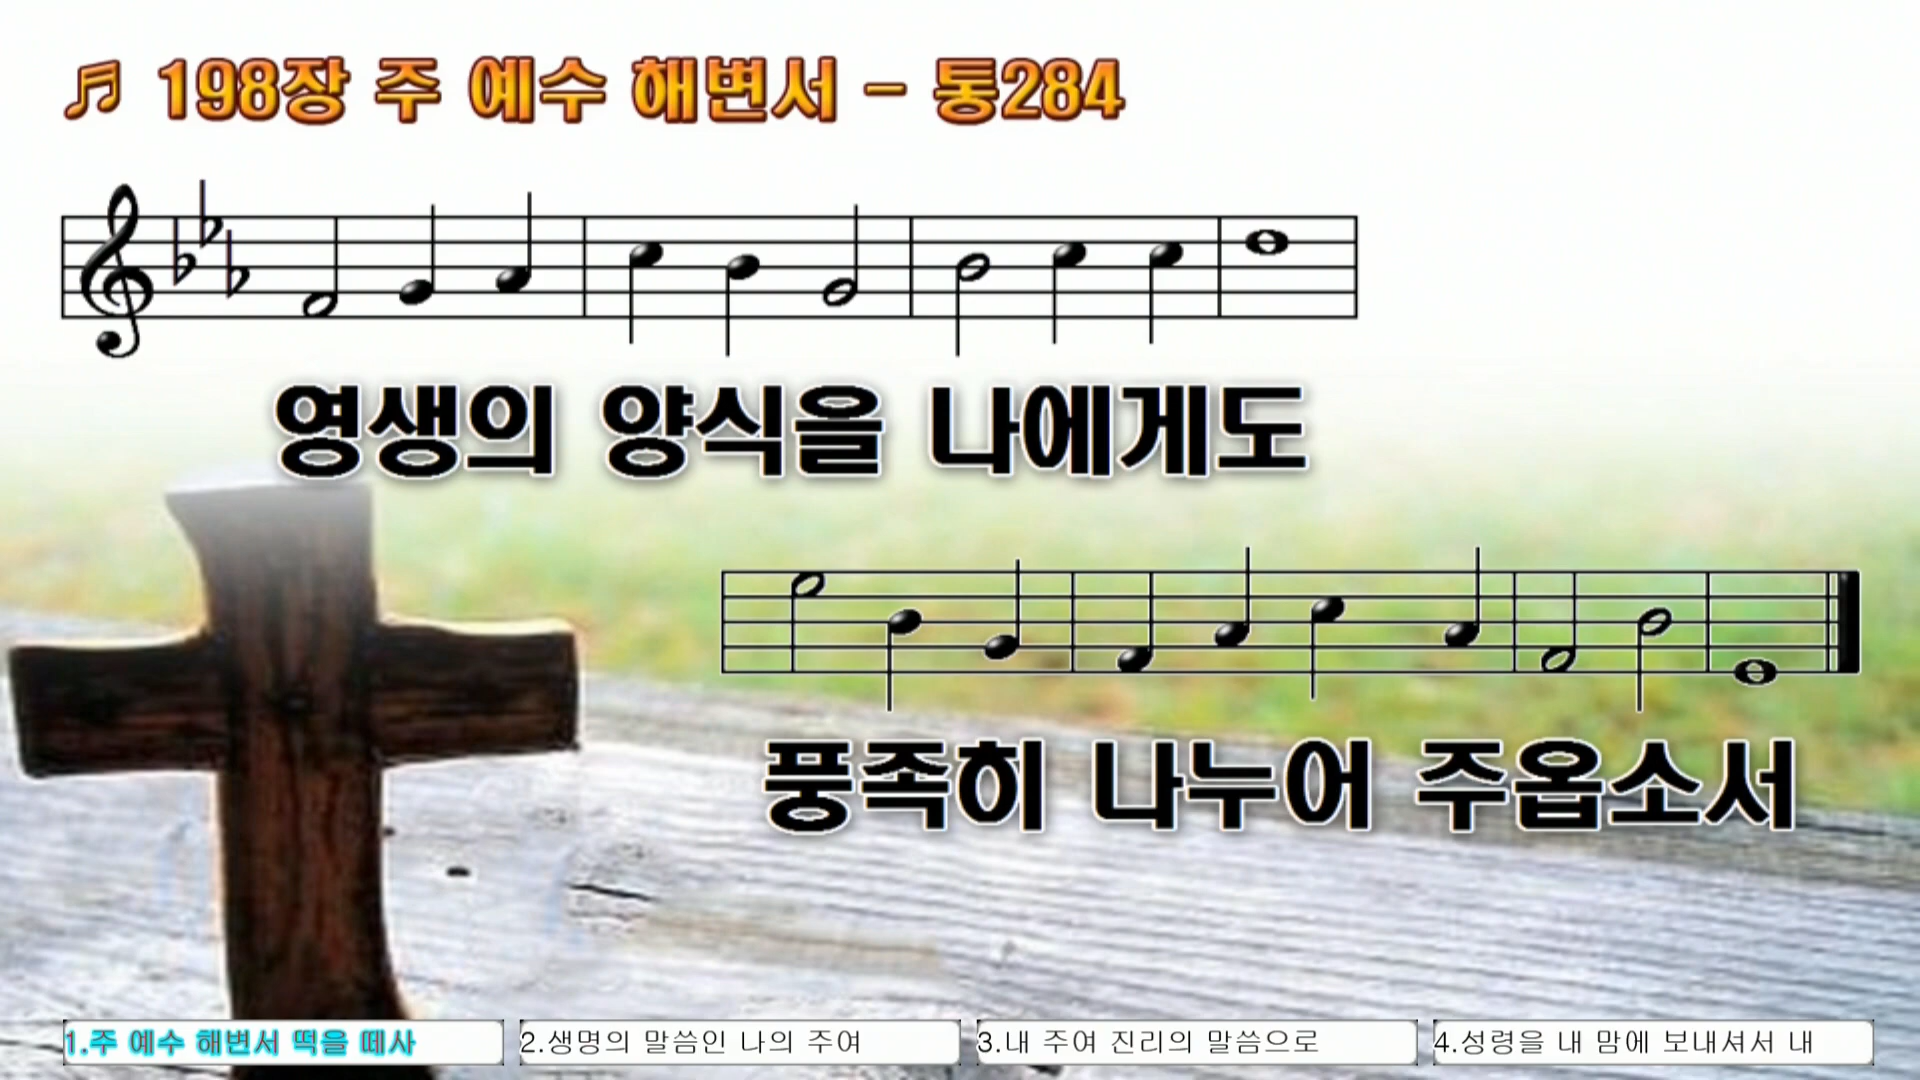 198장 주 예수 해변서 - 통284
영생의 양식을 나에게도
풍족히 나누어 주옵소서
1.주 예수 해변서 떡을 떼사
2.생명의 말씀인 나의 주여
3.내 주여 진리의 말씀으로
4.성령을 내 맘에 보내셔서 내